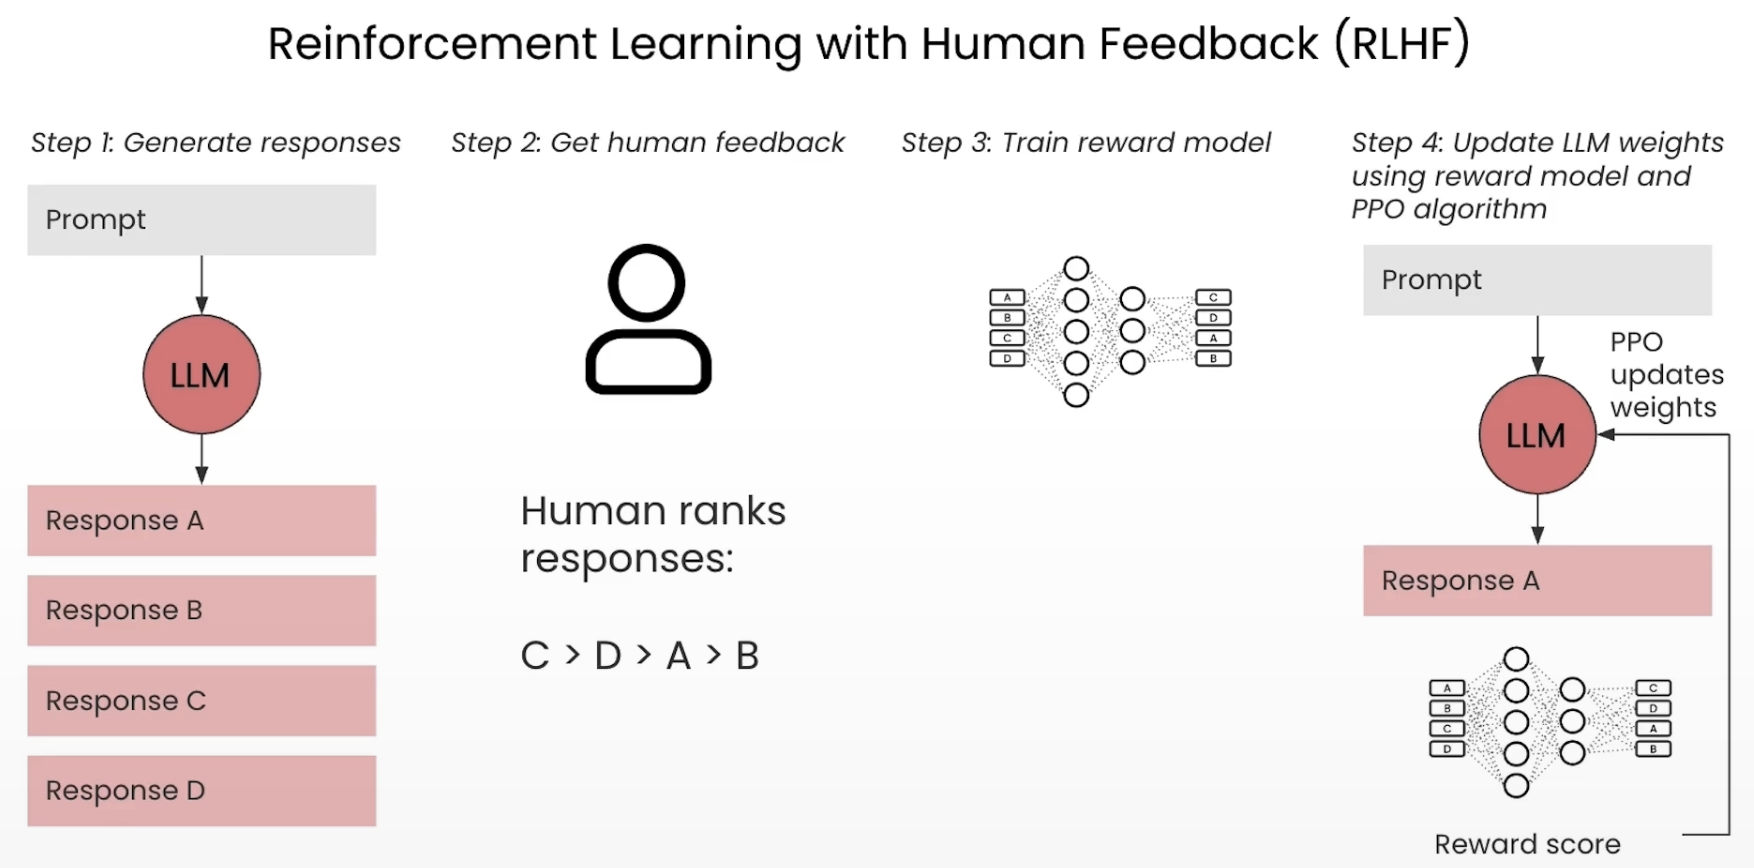 Reinforcement Learning with Human Feedback (RLHF)
Step 1: Generate responses
Prompt
LLM
Response A
Response B
Response C
Response D
Step 2: Get human feedback
Human ranks
responses:
C > D > A > B
Step 3: Train reward model
A
B
C
D
C
D
A
B
Step 4: Update LLM weights
using reward model and
PPO algorithm
Prompt
PPO
updates
weights
LLM
Response A
A
B
C
D
C
D
A
B
Reward score